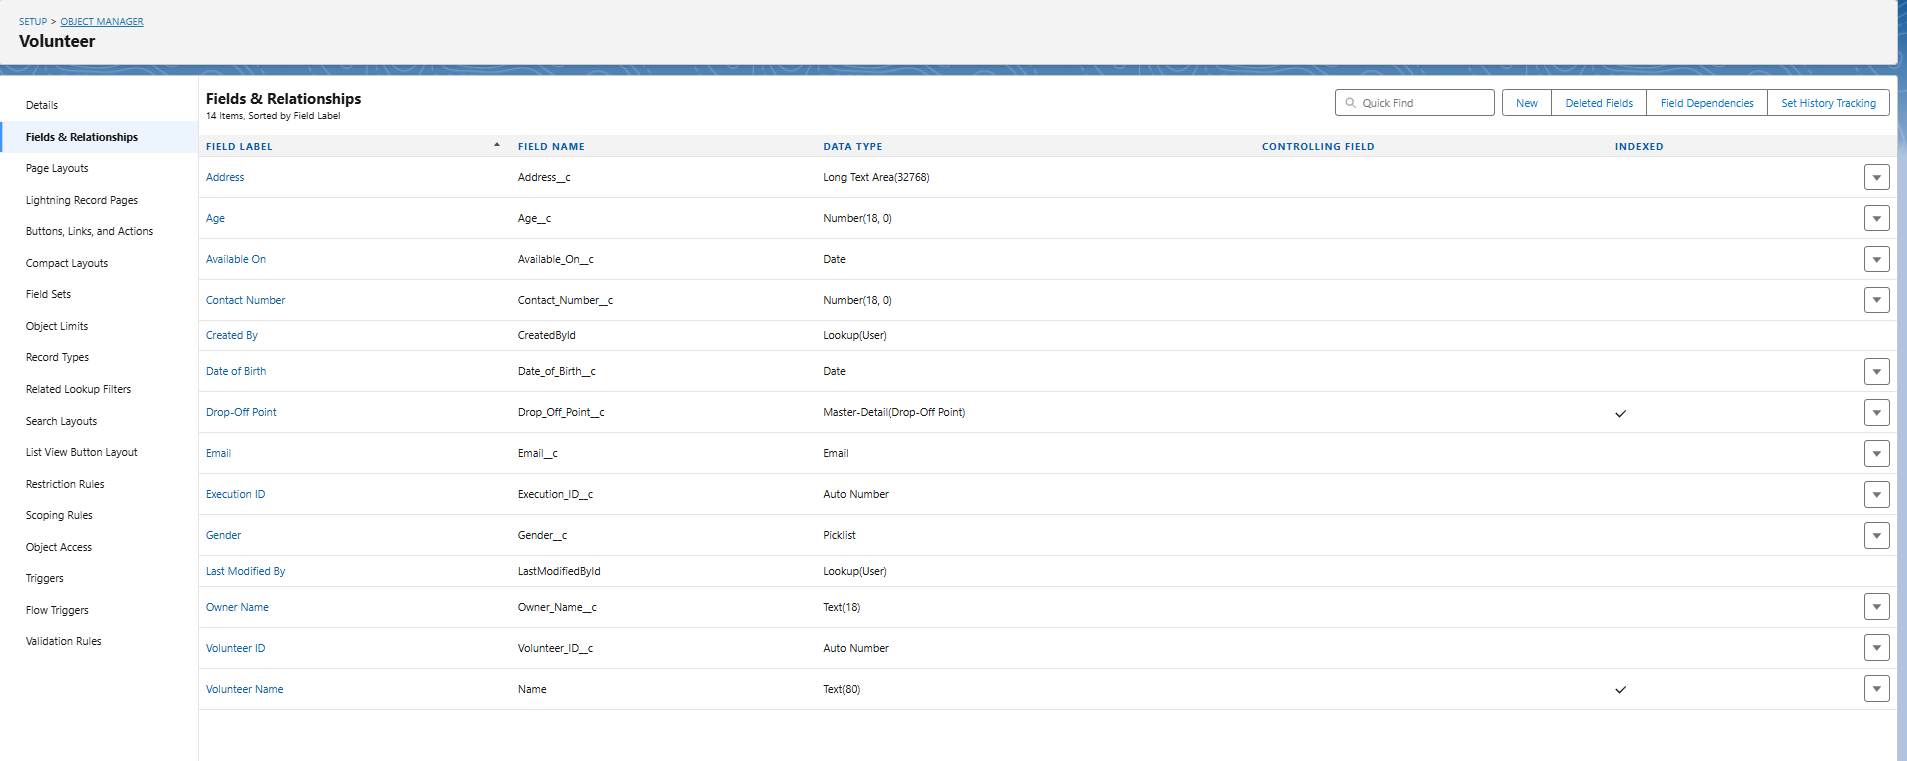 SETUP > OBJECT MANAGER
Volunteer
Details
Fields & Relationships
Page Layouts
Lightning Record Pages
Buttons, Links, and Actions
Compact Layouts
Field Sets
Object Limits
Record Types
Related Lookup Filters
Search Layouts
List View Button Layout
Restriction Rules
Scoping Rules
Object Access
Triggers
Flow Triggers
Validation Rules
Fields & Relationships
14 Items, Sorted by Field Label
Quick Find
New Deleted Fields Field Dependencies Set History Tracking
FIELD LABEL FIELD NAME DATA TYPE CONTROLLING FIELD INDEXED
Address Address__c Long Text Area(32768)
Age Age__c Number(18, 0)
Available On Available_On__c Date
Contact Number Contact_Number__c Number(18, 0)
Created By CreatedById Lookup(User)
Date of Birth Date_of_Birth__c Date
Drop-Off Point Drop_Off_Point__c Master-Detail(Drop-Off Point)
Email Email__c Email
Execution ID Execution_ID__c Auto Number
Gender Gender__c Picklist
Last Modified By LastModifiedById Lookup(User)
Owner Name Owner_Name__c Text(18)
Volunteer ID Volunteer_ID__c Auto Number
Volunteer Name Name Text(80)